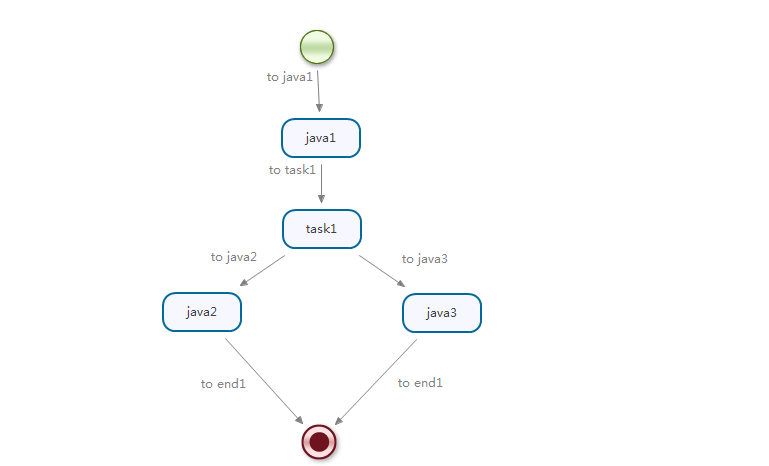 to java1
java1
to task1
task1
to java2
to java3
java2
java3
to end1
to end1